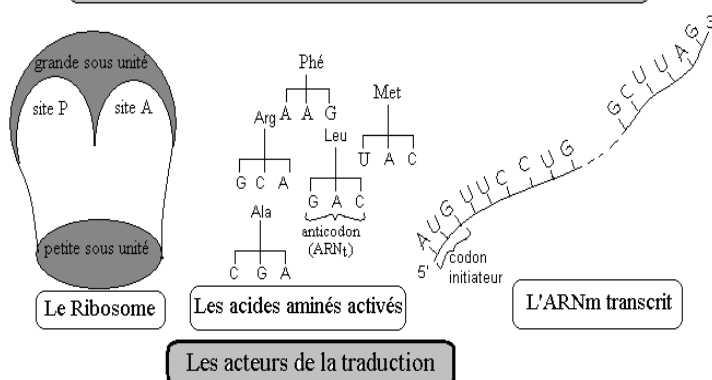 grande sous unité
site P
site A
petite sous unité
Le Ribosome
Phé
A A G
Met
U A C
Arg
G C A
Leu
G A C
anticodon
(ARNt)
Ala
C G A
Les acides aminés activés
A U G U U C C U G
G C U U A G
3
5'
codon
initiateur
L'ARNm transcrit
Les acteurs de la traduction